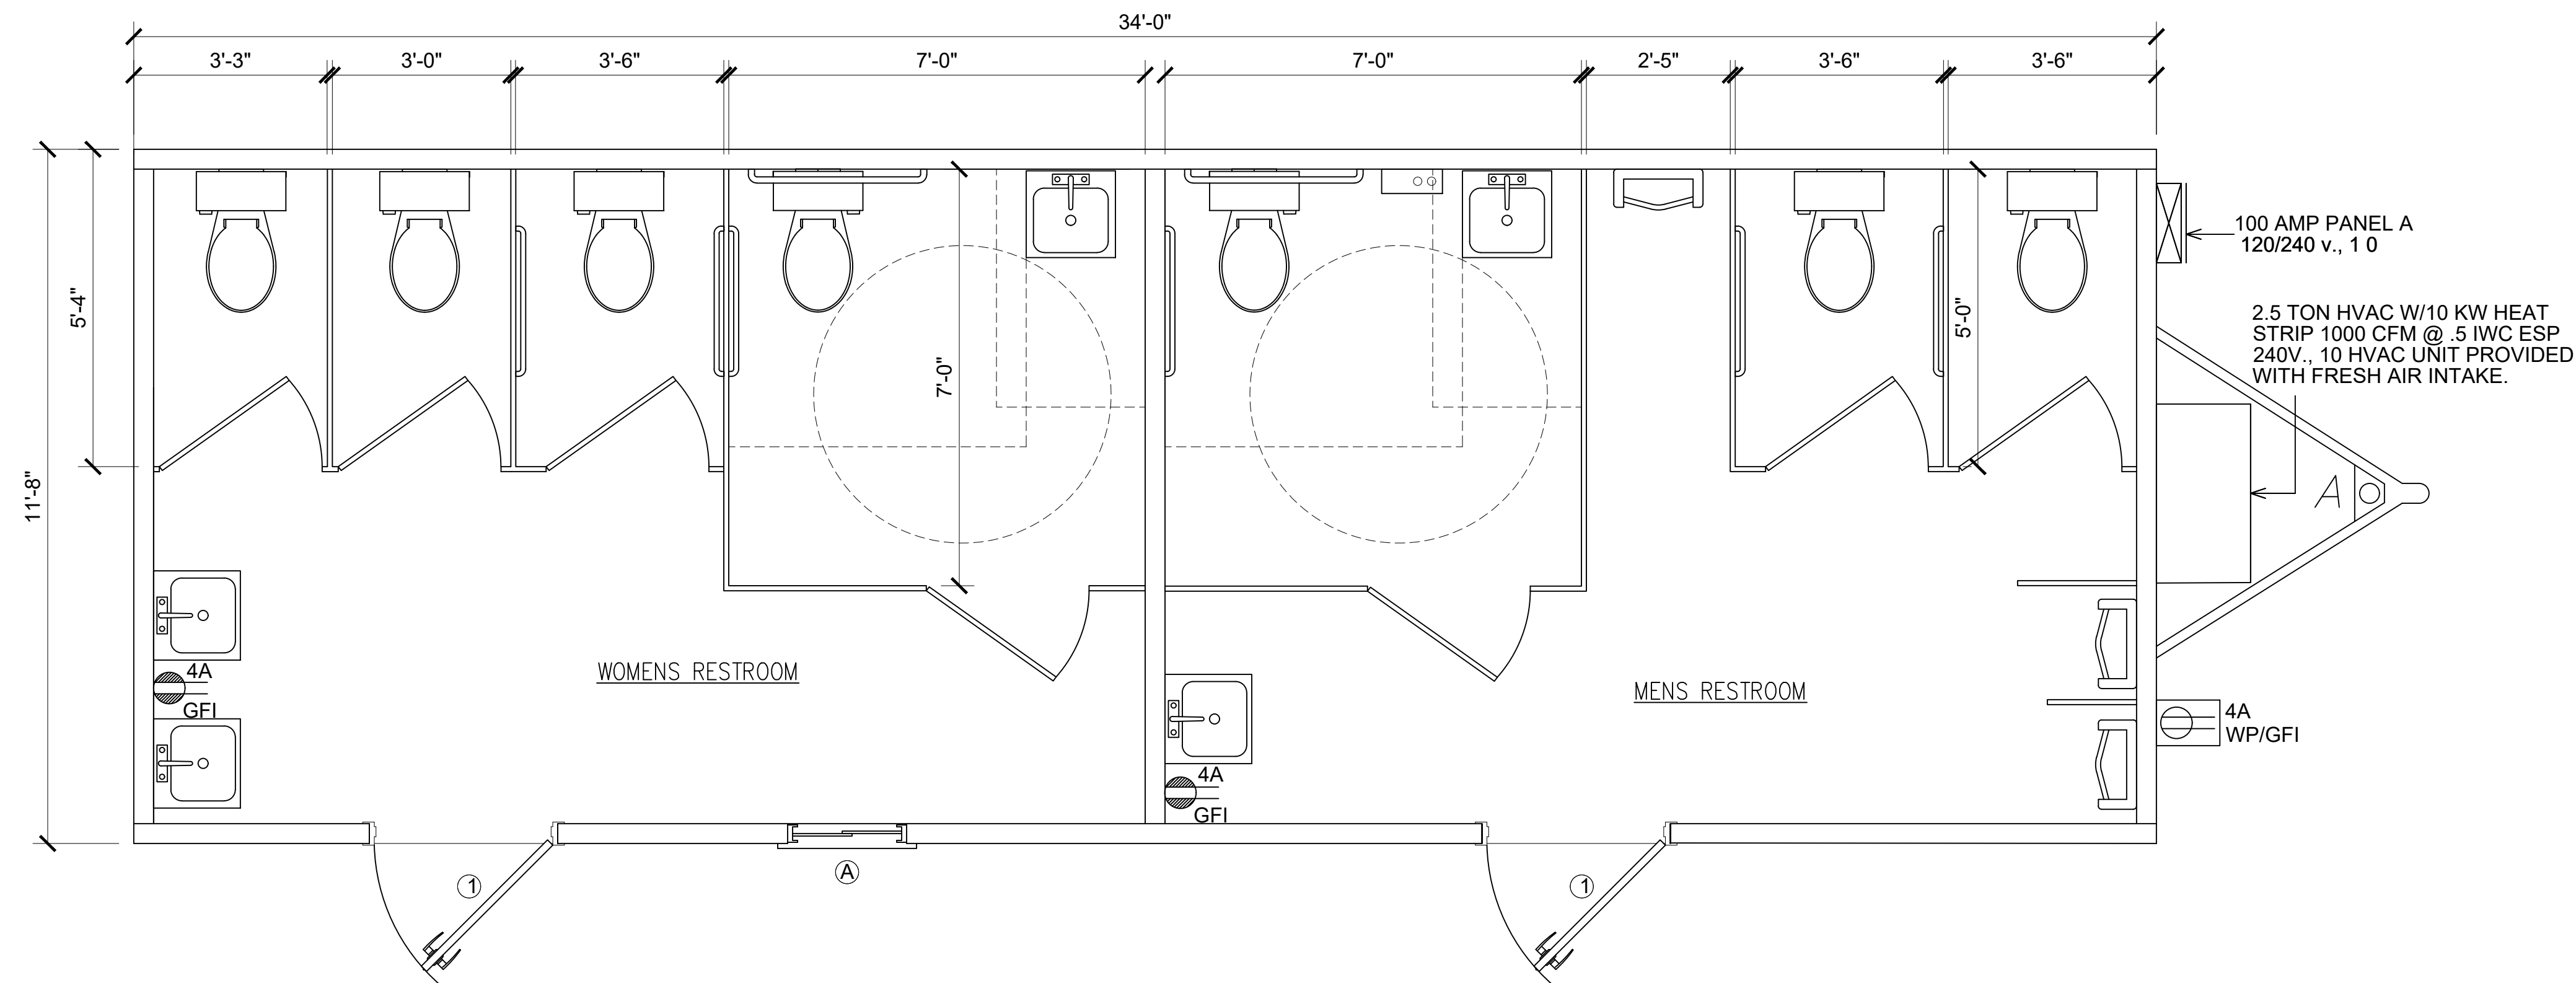 34'-0"
3'-3"
3'-0"
3'-6"
7'-0"
7'-0"
2'-5"
3'-6"
3'-6"
100 AMP PANEL A
120/240 v., 1 0
5'-4"
5'-0"
2.5 TON HVAC W/10 KW HEAT
STRIP 1000 CFM @ .5 IWC ESP
240V., 10 HVAC UNIT PROVIDED
WITH FRESH AIR INTAKE.
7'-0"
11'-8"
A
4A
GFI
WOMENS RESTROOM
MENS RESTROOM
4A
WP/GFI
4A
GFI
1
A
1